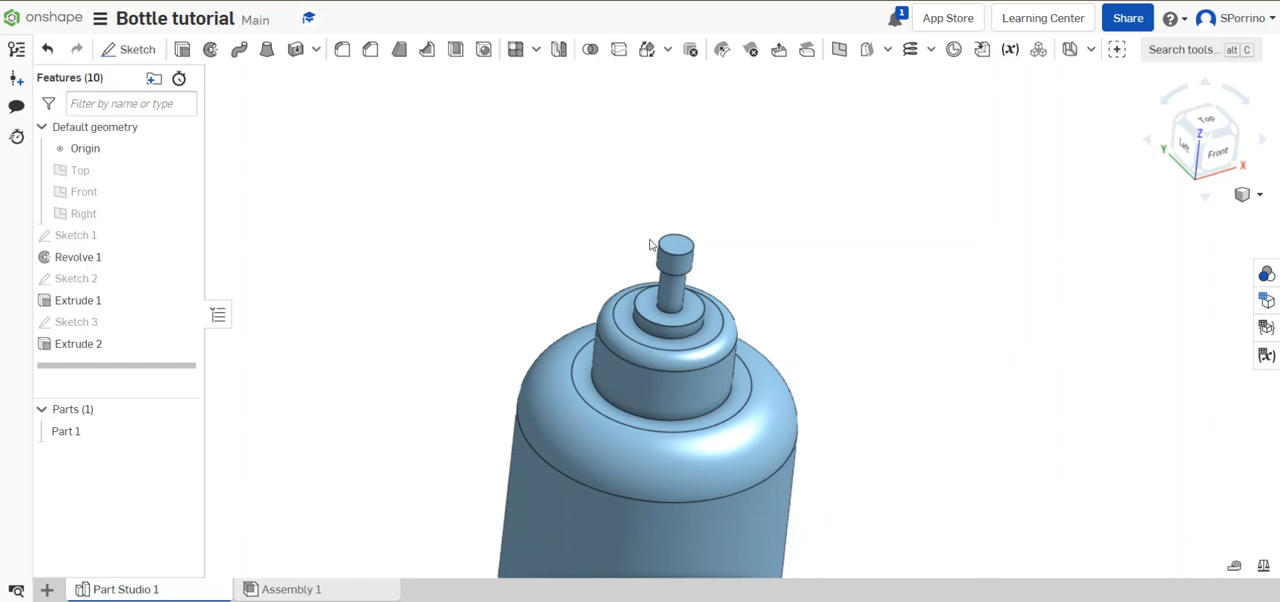 onshape Bottle tutorial Main 1 App Store Learning Center Share SPorrino
Sketch (x) Search tools... alt C
Features (10)
Filter by name or type
Default geometry
Origin
Top
Front
Right
Sketch 1
Revolve 1
Sketch 2
Extrude 1
Sketch 3
Extrude 2
Parts (1)
Part 1
Top
Left
Front
Z
Y
X
(x)
Part Studio 1
Assembly 1